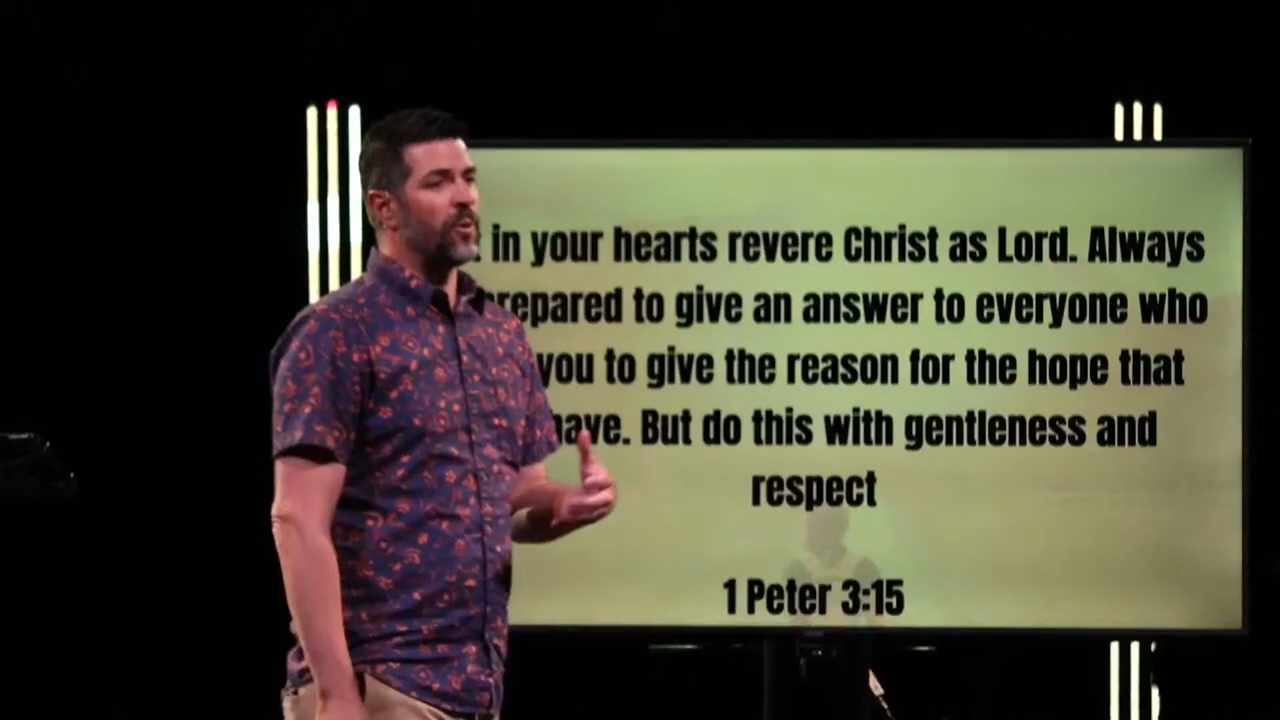 in your hearts revere Christ as Lord. Always
prepared to give an answer to everyone who
you to give the reason for the hope that
have. But do this with gentleness and
respect
1 Peter 3:15